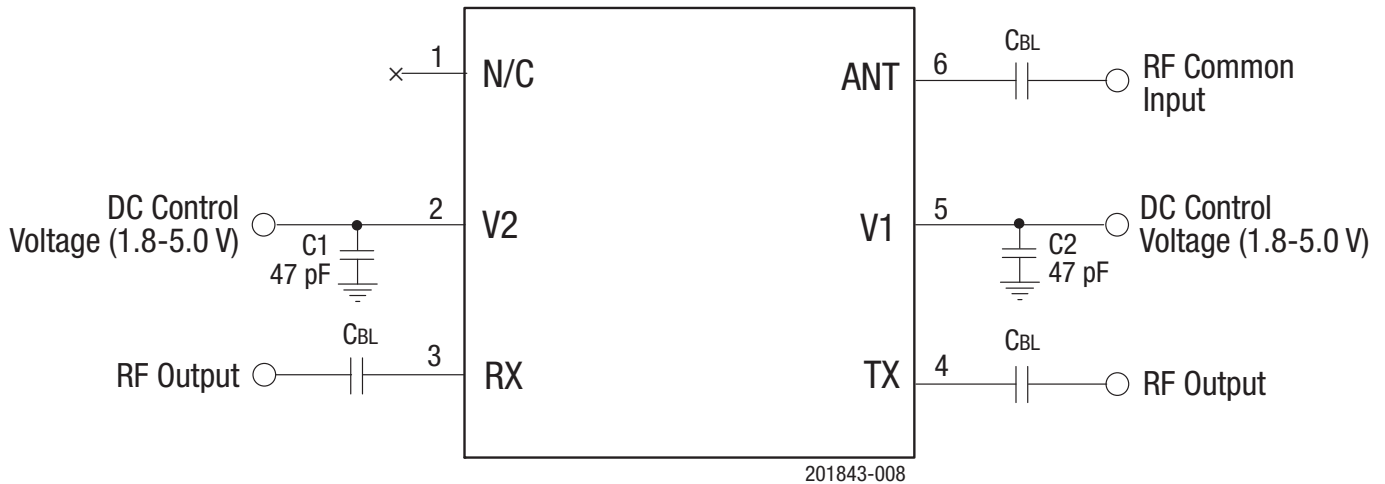 1
N/C
ANT
6
CBL
RF Common
Input
DC Control
Voltage (1.8-5.0 V)
2
V2
C1
47 pF
V1
5
C2
47 pF
DC Control
Voltage (1.8-5.0 V)
CBL
RF Output
3
RX
TX
4
CBL
RF Output
201843-008